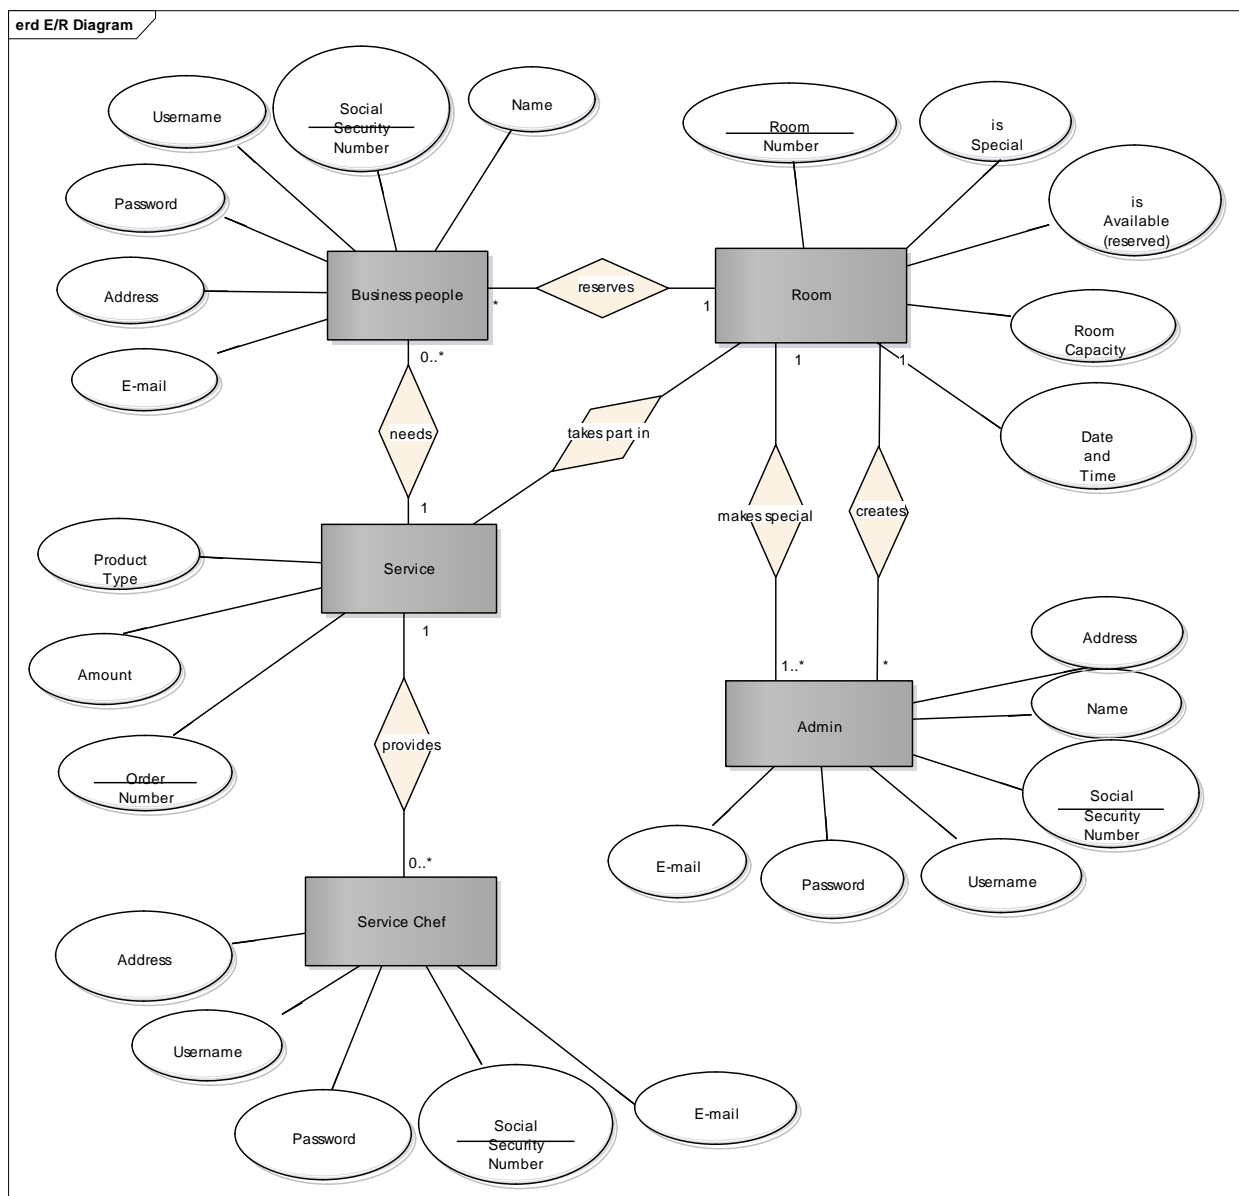 erd E/R Diagram
Username
Social
Security
Number
Name
Room
Number
is
Special
Password
is
Available
(reserved)
Address
Business people
reserves
Room
*
1
E-mail
0..*
1
1
Room
Capacity
needs
takes part in
Date
and
Time
1
makes special
creates
Product
Type
Service
1
Amount
Address
1..*
*
Name
Admin
provides
Order
Number
Social
Security
Number
E-mail
Password
Username
0..*
Service Chef
Address
Username
Password
Social
Security
Number
E-mail